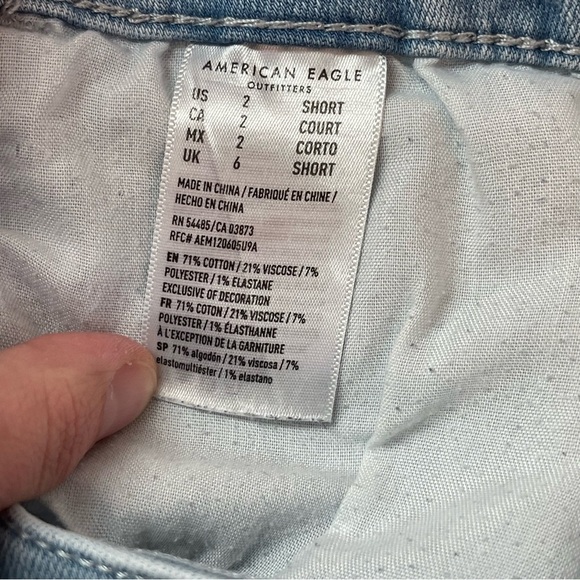 AMERICAN EAGLE
OUTFITTERS
US 2 SHORT
CA 2 COURT
MX 2 CORTO
UK 6 SHORT
MADE IN CHINA / FABRIQUÉ EN CHINE /
HECHO EN CHINA
RN 54485/CA 03873
RFC# AEM120605U9A
EN 71% COTTON / 21% VISCOSE / 7%
POLYESTER / 1% ELASTANE
EXCLUSIVE OF DECORATION
FR 71% COTON / 21% VISCOSE / 7%
POLYESTER / 1% ÉLASTHANNE
À L'EXCEPTION DE LA GARNITURE
SP 71% algodón / 21% viscosa / 7%
elastomultiéster / 1% elastano